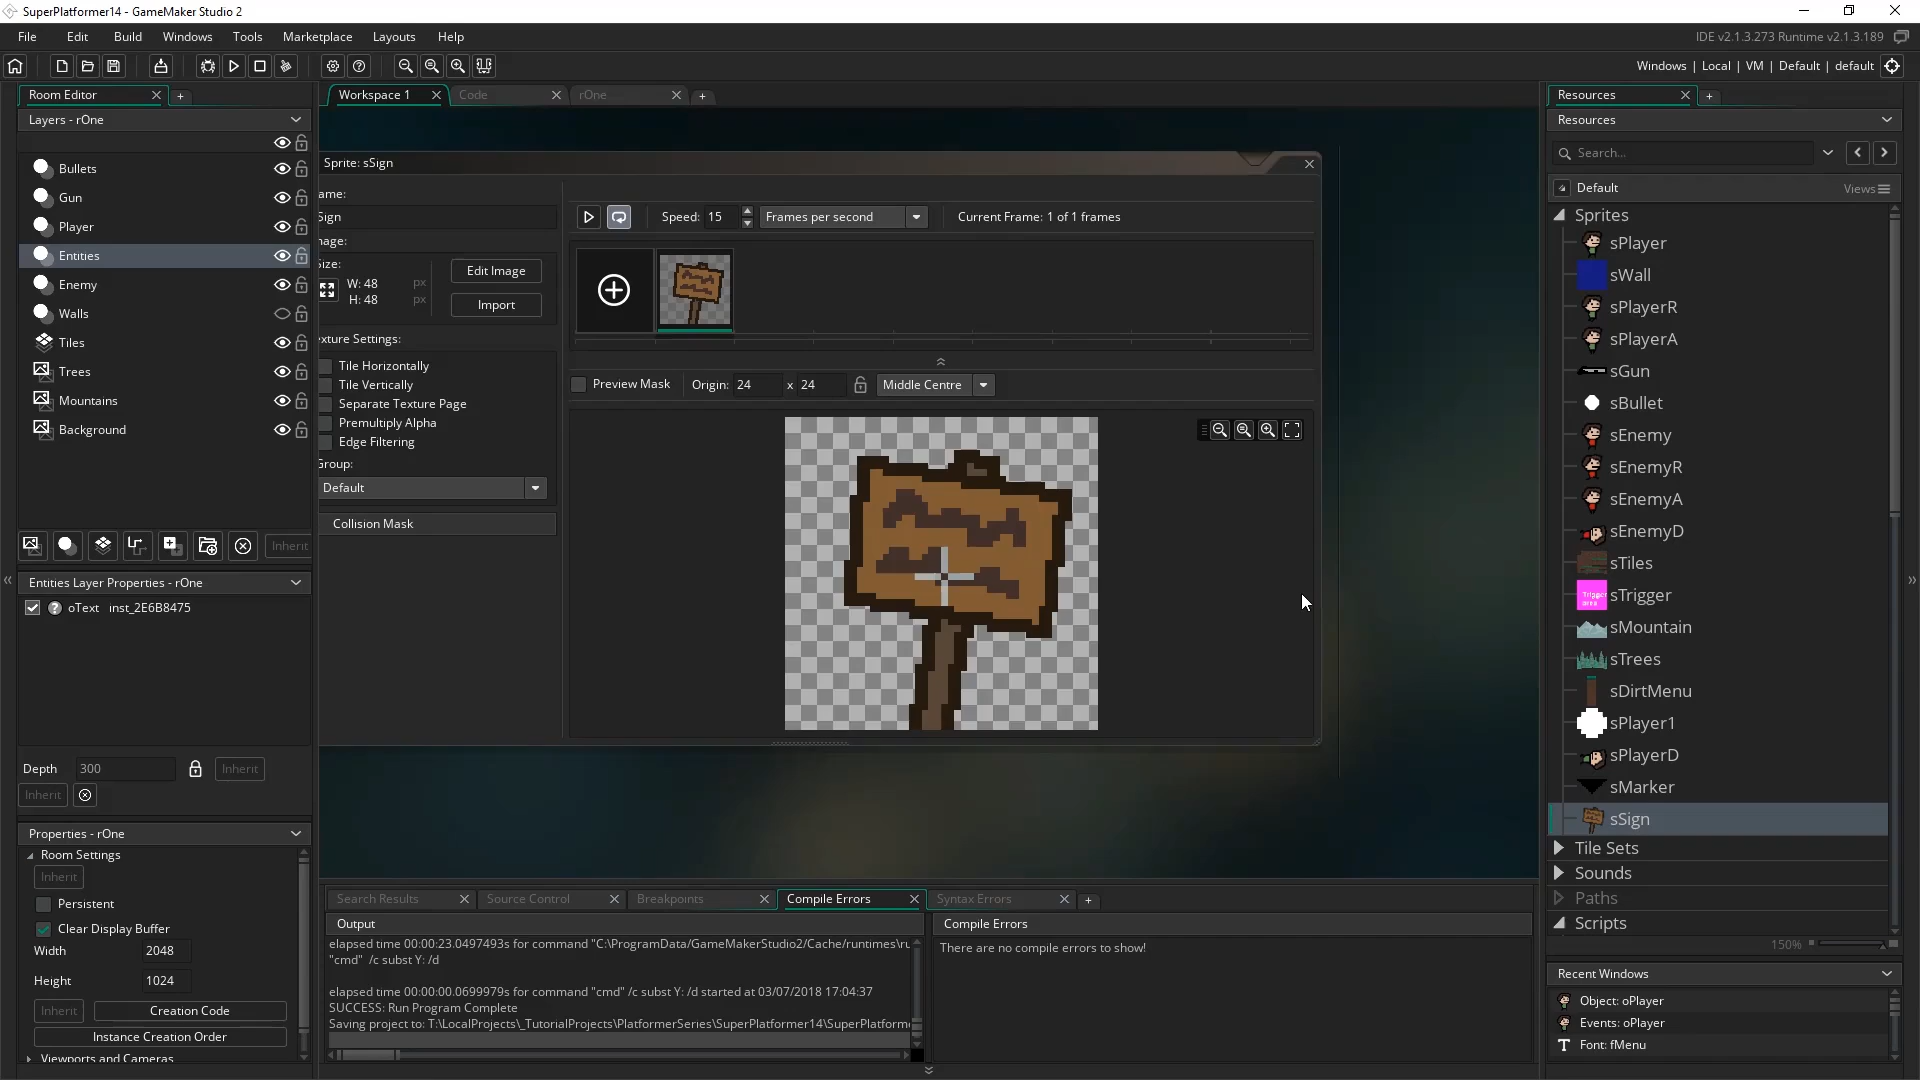 SuperPlatformer14 - GameMaker Studio 2
File Edit Build Windows Tools Marketplace Layouts Help
IDE v2.1.3.273 Runtime v2.1.3.189
Windows | Local | VM | Default | default
Room Editor
Layers - rOne
Bullets
Gun
Player
Entities
Enemy
Walls
Tiles
Trees
Mountains
Background
Inherit
Entities Layer Properties - rOne
oText inst_2E6B8475
Depth 300 Inherit
Inherit
Properties - rOne
Room Settings
Inherit
Persistent
Clear Display Buffer
Width 2048
Height 1024
Inherit Creation Code
Instance Creation Order
Viewports and Cameras
Workspace 1 Code rOne
Sprite: sSign
ame:
Sign
mage:
Size:
W: 48 px
H: 48 px
Edit Image
Import
exture Settings:
Tile Horizontally
Tile Vertically
Separate Texture Page
Premultiply Alpha
Edge Filtering
Group:
Default
Collision Mask
Speed: 15 Frames per second Current Frame: 1 of 1 frames
Preview Mask Origin: 24 x 24 Middle Centre
Search Results Source Control Breakpoints Compile Errors Syntax Errors
Output
elapsed time 00:00:23.0497493s for command "C:\ProgramData/GameMakerStudio2/Cache/runtimes\ru
"cmd" /c subst Y: /d
elapsed time 00:00:00.0699979s for command "cmd" /c subst Y: /d started at 03/07/2018 17:04:37
SUCCESS: Run Program Complete
Saving project to: T:\LocalProjects\_TutorialProjects\PlatformerSeries\SuperPlatformer14\SuperPlatforme
Compile Errors
There are no compile errors to show!
Resources
Resources
Search...
Default Views
Sprites
sPlayer
sWall
sPlayerR
sPlayerA
sGun
sBullet
sEnemy
sEnemyR
sEnemyA
sEnemyD
sTiles
sTrigger
sMountain
sTrees
sDirtMenu
sPlayer1
sPlayerD
sMarker
sSign
Tile Sets
Sounds
Paths
Scripts
150%
Recent Windows
Object: oPlayer
Events: oPlayer
Font: fMenu